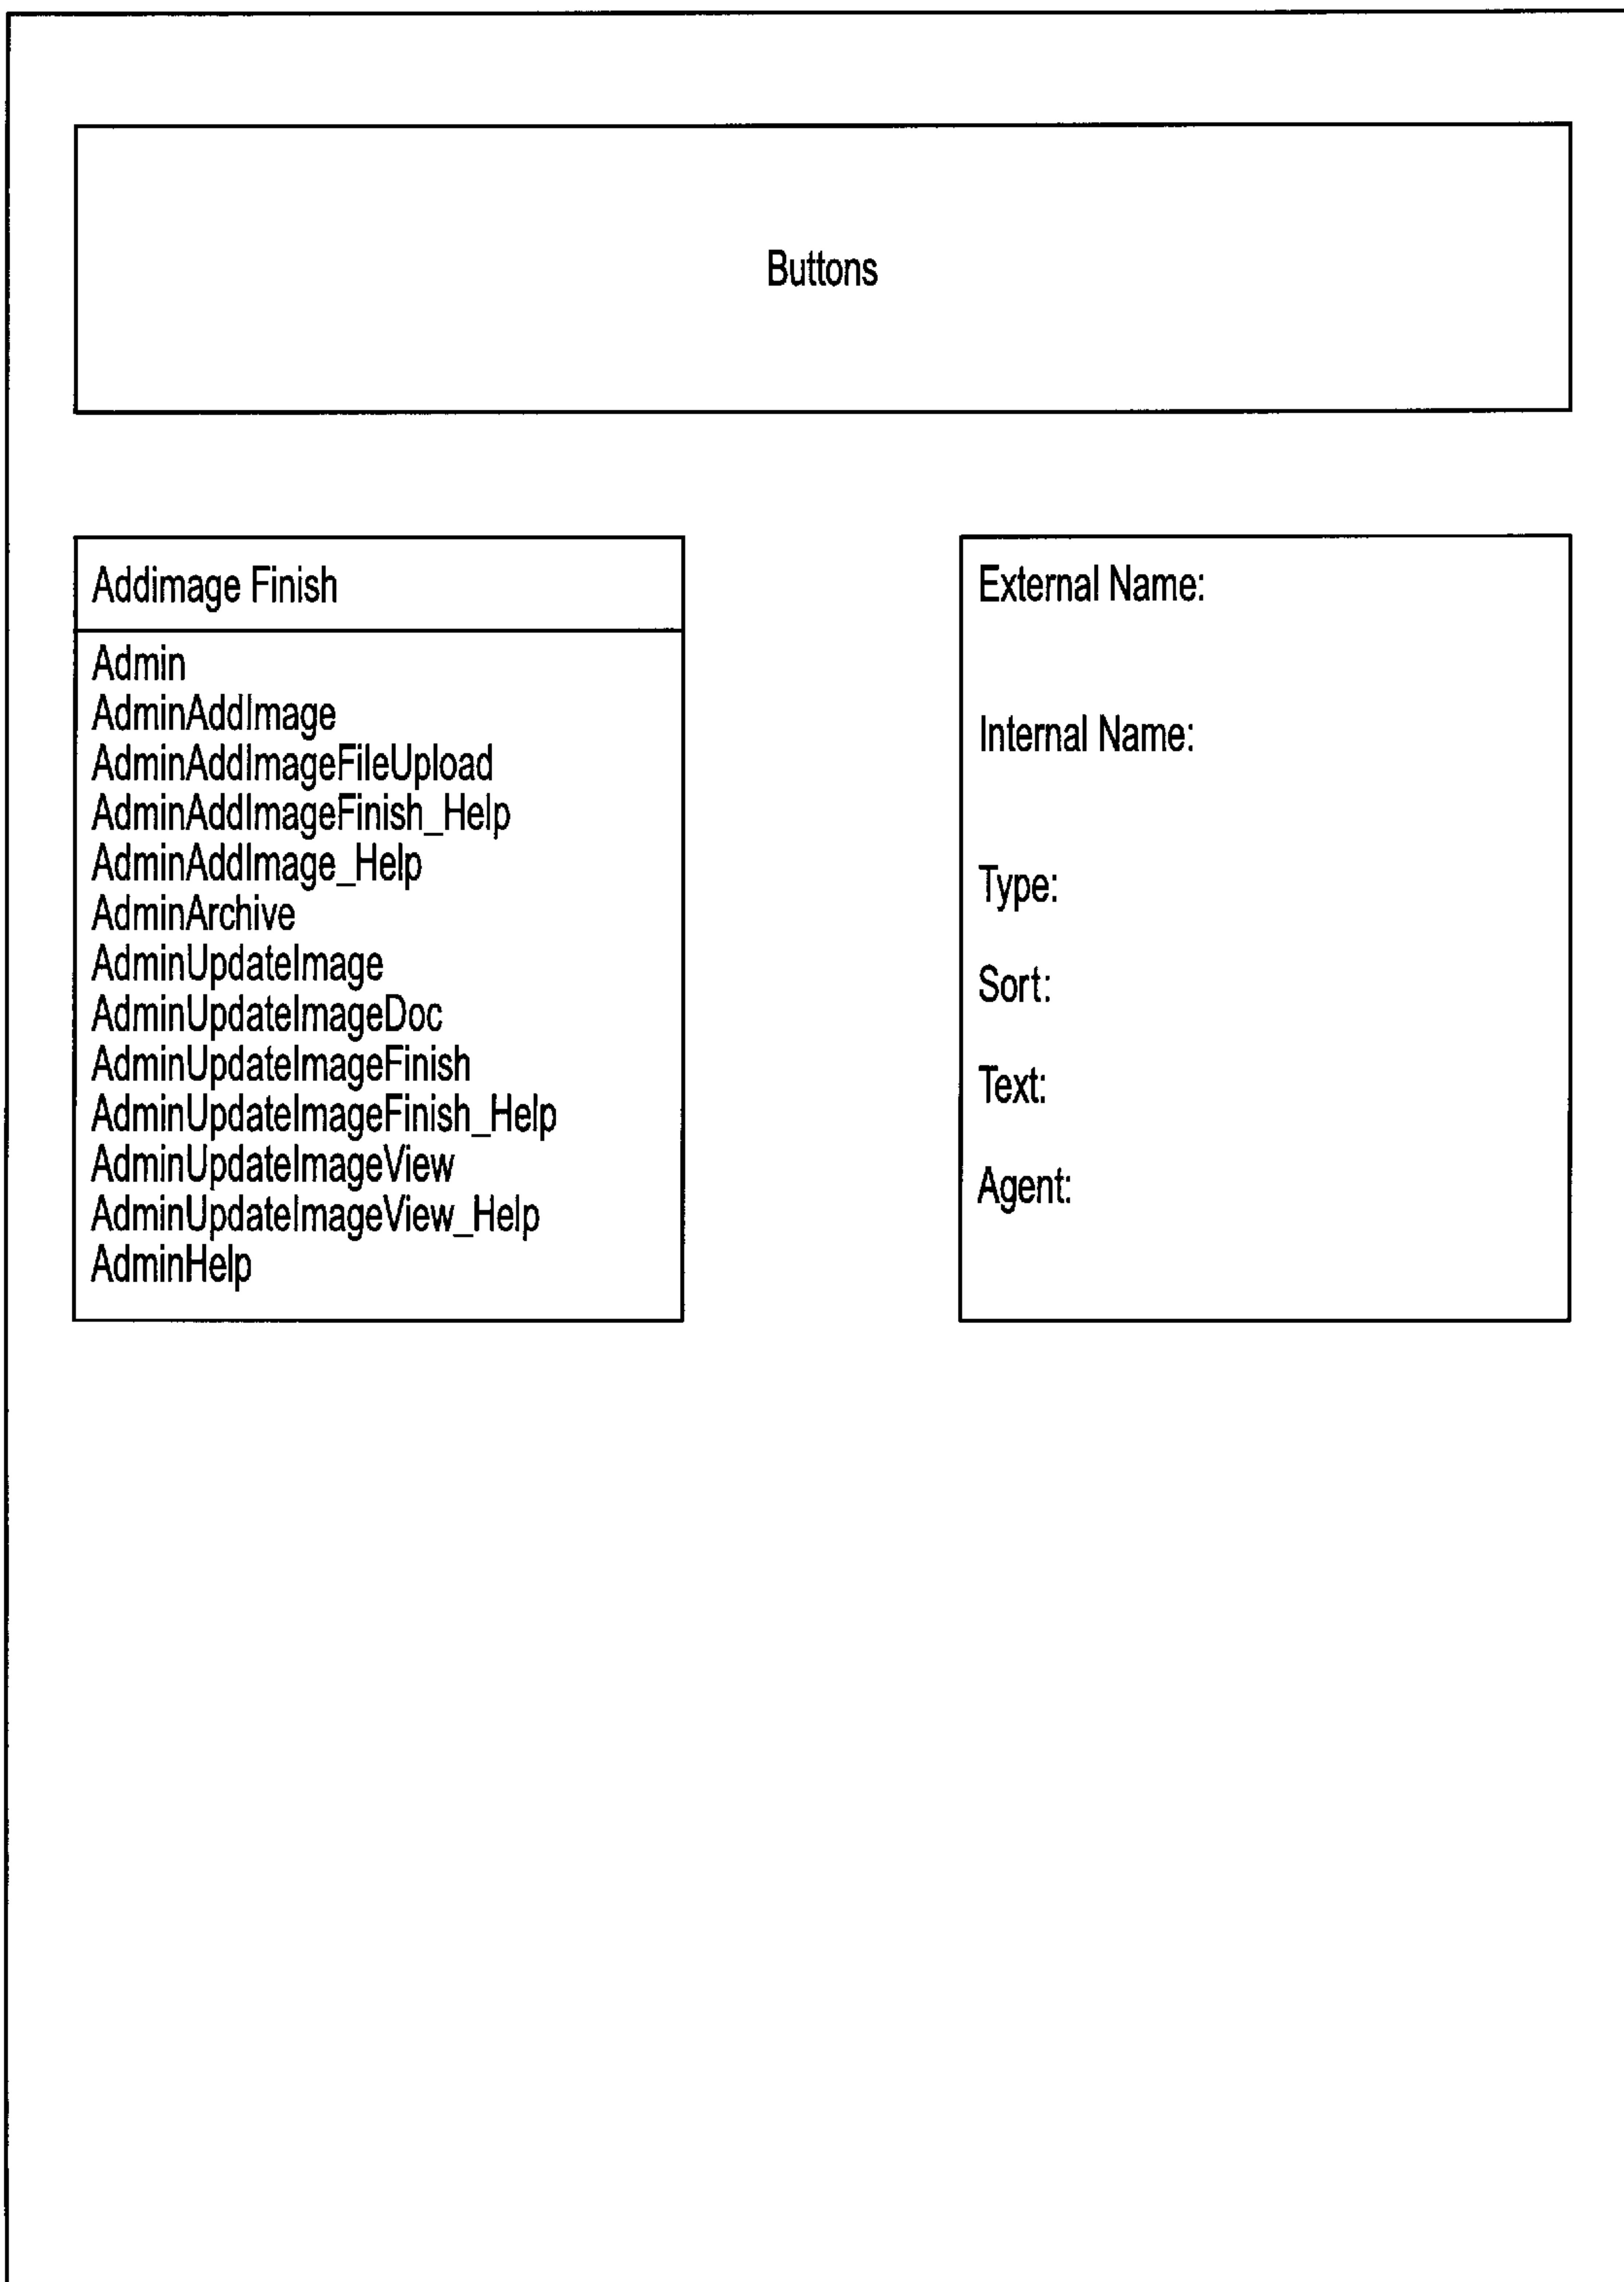 Buttons
Addimage Finish
Admin
AdminAddImage
AdminAddImageFileUpload
AdminAddImageFinish_Help
AdminAddImage_Help
AdminArchive
AdminUpdateImage
AdminUpdateImageDoc
AdminUpdateImageFinish
AdminUpdateImageFinish_Help
AdminUpdateImageView
AdminUpdateImageView_Help
AdminHelp
External Name:
Internal Name:
Type:
Sort:
Text:
Agent: